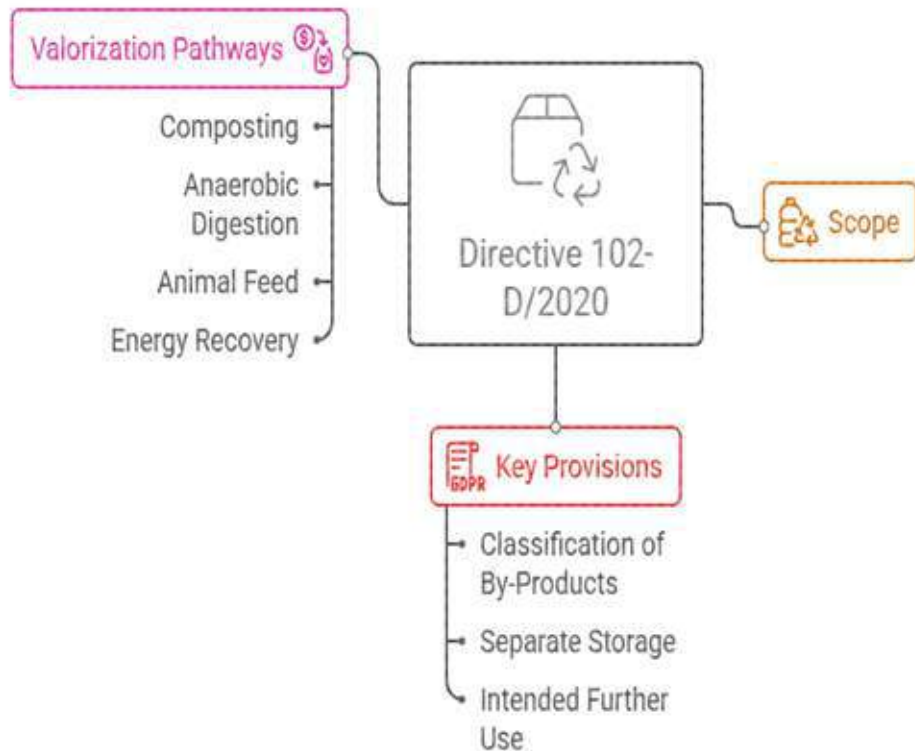 Valorization Pathways
Composting
Anaerobic
Digestion
Animal Feed
Energy Recovery
Directive 102-
D/2020
Scope
GDPR
Key Provisions
Classification of
By-Products
Separate Storage
Intended Further
Use